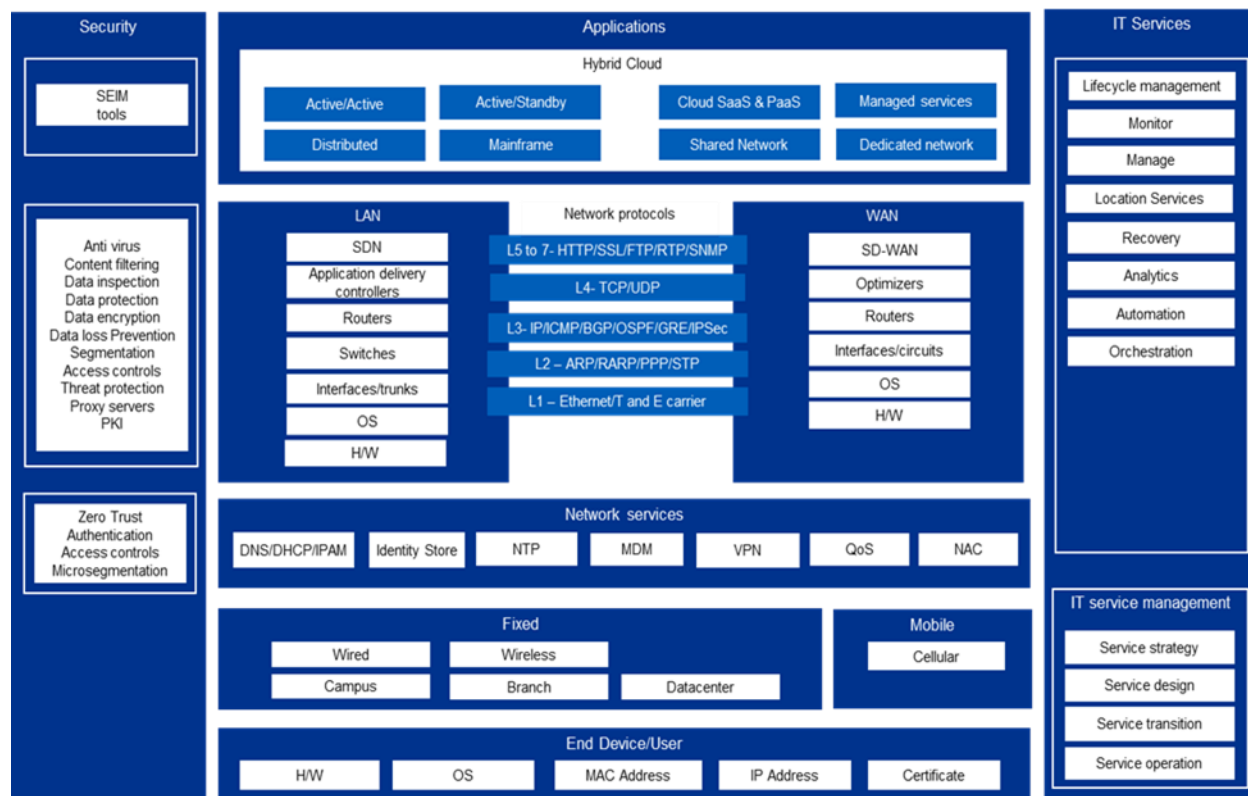 Security
SEIM
tools
Anti virus
Content filtering
Data inspection
Data protection
Data encryption
Data loss Prevention
Segmentation
Access controls
Threat protection
Proxy servers
PKI
Zero Trust
Authentication
Access controls
Microsegmentation
Applications
Hybrid Cloud
Active/Active
Active/Standby
Cloud SaaS & PaaS
Managed services
Distributed
Mainframe
Shared Network
Dedicated network
LAN
SDN
Application delivery
controllers
Routers
Switches
Interfaces/trunks
OS
H/W
Network protocols
L5 to 7- HTTP/SSL/FTP/RTP/SNMP
L4- TCP/UDP
L3- IP/ICMP/BGP/OSPF/GRE/IPSec
L2 – ARP/RARP/PPP/STP
L1 – Ethernet/T and E carrier
WAN
SD-WAN
Optimizers
Routers
Interfaces/circuits
OS
H/W
Network services
DNS/DHCP/IPAM
Identity Store
NTP
MDM
VPN
QoS
NAC
Fixed
Wired
Wireless
Campus
Branch
Datacenter
Mobile
Cellular
End Device/User
H/W
OS
MAC Address
IP Address
Certificate
IT Services
Lifecycle management
Monitor
Manage
Location Services
Recovery
Analytics
Automation
Orchestration
IT service management
Service strategy
Service design
Service transition
Service operation